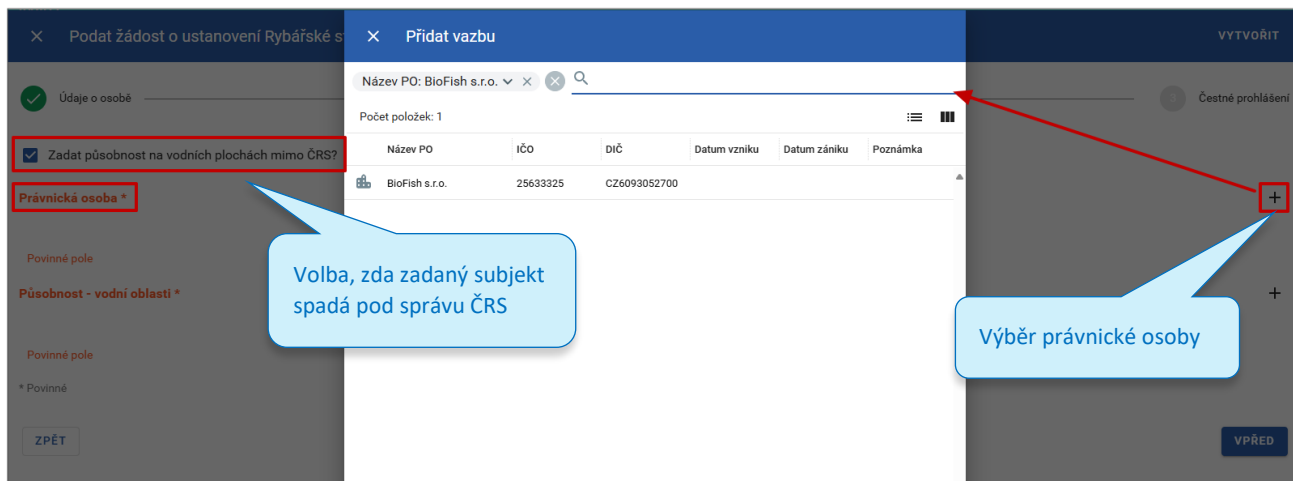 Podat žádost o ustanovení Rybářské s
Přidat vazbu
VYTVOŘIT
Název PO: BioFish s.r.o.
Údaje o osobě
Čestné prohlášení
Počet položek: 1
Zadat působnost na vodních plochách mimo ČRS?
Název PO IČO DIČ Datum vzniku Datum zániku Poznámka
BioFish s.r.o. 25633325 CZ6093052700
Právnická osoba *
Povinné pole
Volba, zda zadaný subjekt
spadá pod správu ČRS
Působnost - vodní oblasti *
Výběr právnické osoby
Povinné pole
* Povinné
ZPĚT
VPŘED